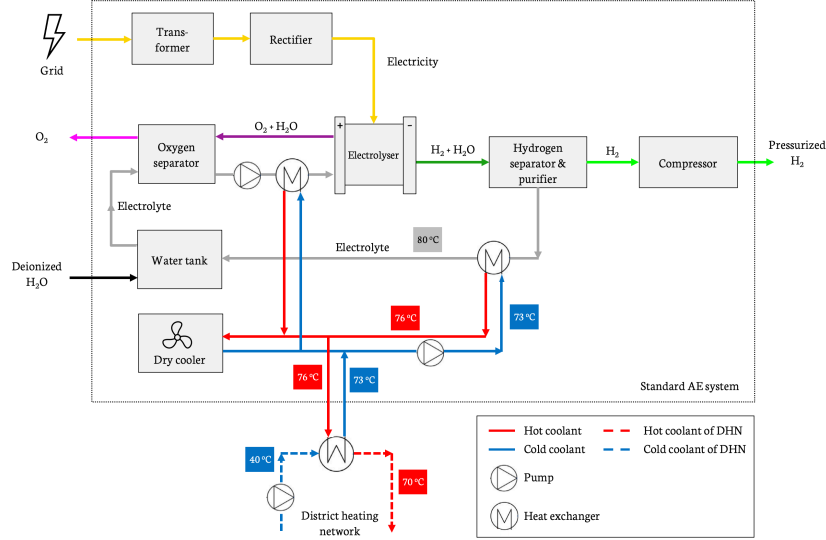 Grid
Trans-
former
Rectifier
Electricity
O₂
Oxygen
separator
O₂ + H₂O
+
−
Electrolyser
H₂ + H₂O
Hydrogen
separator &
purifier
H₂
Compressor
Pressurized
H₂
Electrolyte
Deionized
H₂O
Water tank
Electrolyte
80 °C
Dry cooler
76 °C
73 °C
76 °C
73 °C
Standard AE system
40 °C
70 °C
District heating
network
Hot coolant
Cold coolant
Hot coolant of DHN
Cold coolant of DHN
Pump
Heat exchanger